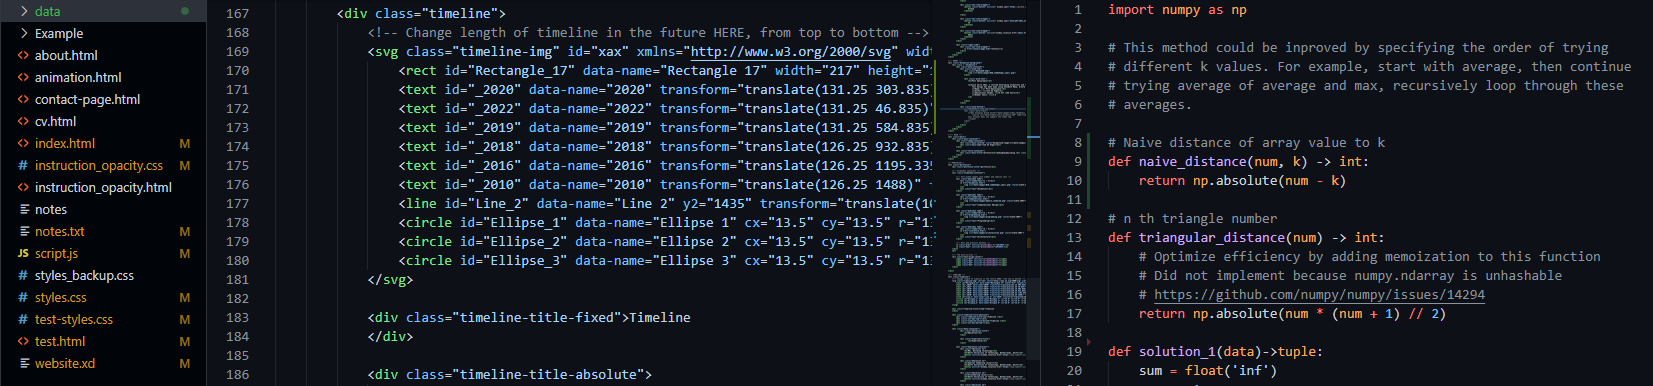 data
Example
about.html
animation.html
contact-page.html
cv.html
index.html M
instruction_opacity.css M
instruction_opacity.html
notes
notes.txt M
JS script.js M
styles_backup.css
styles.css M
test-styles.css M
test.html M
website.xd M
167 <div class="timeline">
168 <!-- Change length of timeline in the future HERE, from top to bottom -->
169 <svg class="timeline-img" id="xax" xmlns="http://www.w3.org/2000/svg" wid
170 <rect id="Rectangle_17" data-name="Rectangle 17" width="217" height="
171 <text id="_2020" data-name="2020" transform="translate(131.25 303.835)
172 <text id="_2022" data-name="2022" transform="translate(131.25 46.835)"
173 <text id="_2019" data-name="2019" transform="translate(131.25 584.835)
174 <text id="_2018" data-name="2018" transform="translate(126.25 932.835)
175 <text id="_2016" data-name="2016" transform="translate(126.25 1195.335
176 <text id="_2010" data-name="2010" transform="translate(126.25 1488)"
177 <line id="Line_2" data-name="Line 2" y2="1435" transform="translate(10
178 <circle id="Ellipse_1" data-name="Ellipse 1" cx="13.5" cy="13.5" r="13
179 <circle id="Ellipse_2" data-name="Ellipse 2" cx="13.5" cy="13.5" r="13
180 <circle id="Ellipse_3" data-name="Ellipse 3" cx="13.5" cy="13.5" r="13
181 </svg>
182
183 <div class="timeline-title-fixed">Timeline
184 </div>
185
186 <div class="timeline-title-absolute">
1 import numpy as np
2
3 # This method could be inproved by specifying the order of trying
4 # different k values. For example, start with average, then continue
5 # trying average of average and max, recursively loop through these
6 # averages.
7
8 # Naive distance of array value to k
9 def naive_distance(num, k) -> int:
10 return np.absolute(num - k)
11
12 # n th triangle number
13 def triangular_distance(num) -> int:
14 # Optimize efficiency by adding memoization to this function
15 # Did not implement because numpy.ndarray is unhashable
16 # https://github.com/numpy/numpy/issues/14294
17 return np.absolute(num * (num + 1) // 2)
18
19 def solution_1(data)->tuple:
20 sum = float('inf')